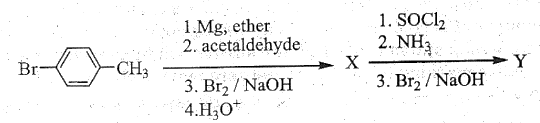 1.Mg, ether
2. acetaldehyde
3. Br₂ / NaOH
4.H₃O⁺
1. SOCl₂
2. NH₃
3. Br₂ / NaOH
Br
CH₃
X
Y